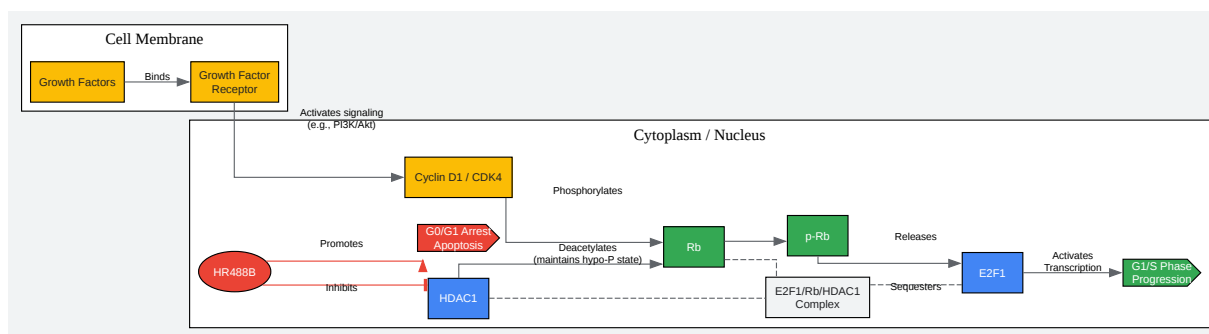 Cell Membrane
Growth Factors
Binds
Growth Factor
Receptor
Activates signaling
(e.g., PI3K/Akt)
Cytoplasm / Nucleus
Cyclin D1 / CDK4
Phosphorylates
G0/G1 Arrest
Apoptosis
Promotes
HR488B
Inhibits
HDAC1
Deacetylates
(maintains hypo-P state)
Rb
p-Rb
Releases
E2F1/Rb/HDAC1
Complex
Sequesters
E2F1
Activates
Transcription
G1/S Phase
Progression